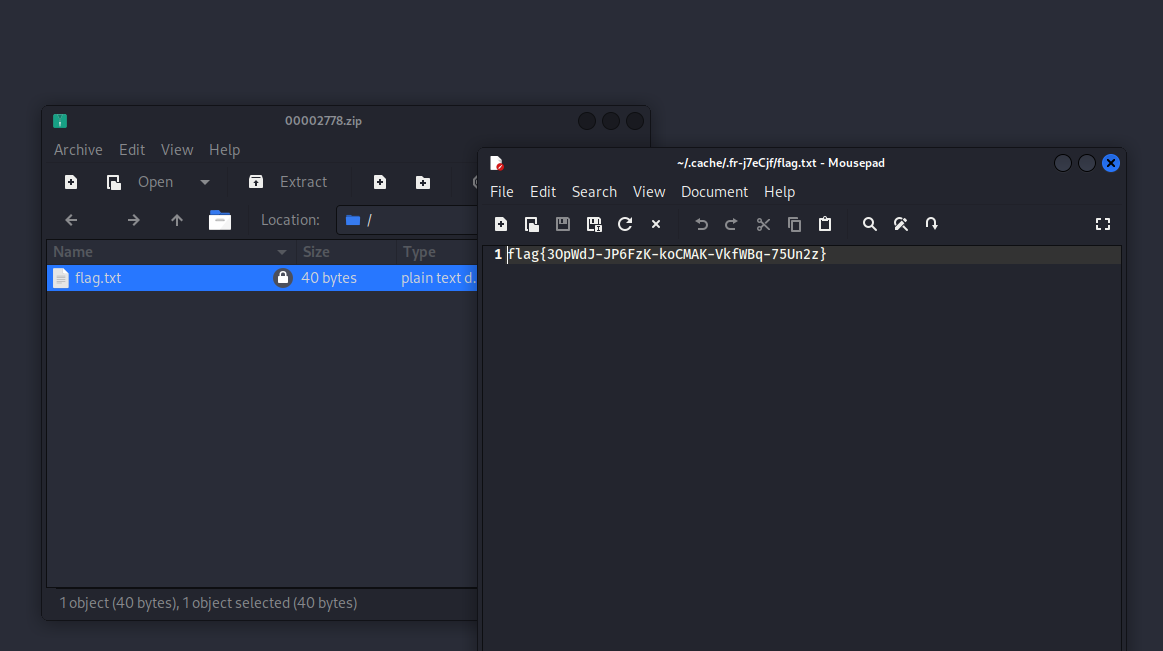 00002778.zip
Archive Edit View Help
Open Extract
Location: /
Name Size Type
flag.txt 40 bytes plain text d...
1 object (40 bytes), 1 object selected (40 bytes)
~/.cache/.fr-j7eCjf/flag.txt - Mousepad
File Edit Search View Document Help
1 flag{3OpWdJ-JP6FzK-koCMAK-VkfWBq-75Un2z}